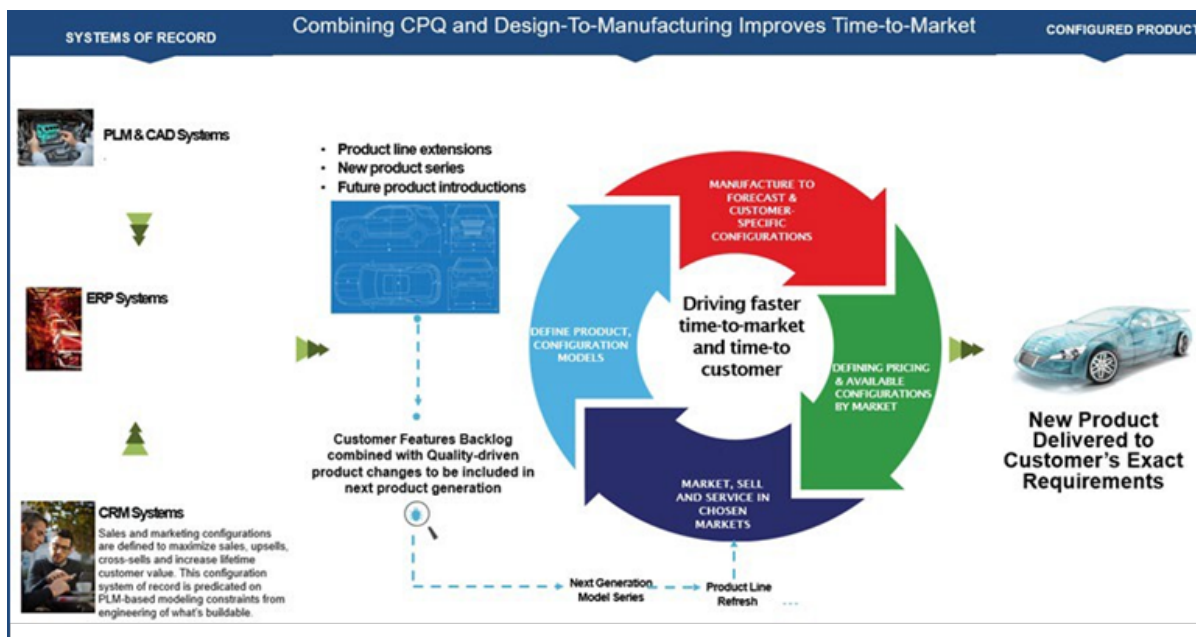 SYSTEMS OF RECORD
Combining CPQ and Design-To-Manufacturing Improves Time-to-Market
CONFIGURED PRODUCT
PLM & CAD Systems
ERP Systems
CRM Systems
Sales and marketing configurations
are defined to maximize sales, upsells,
cross-sells and increase lifetime
customer value. This configuration
system of record is predicated on
PLM-based modeling constraints from
engineering of what's buildable.
• Product line extensions
• New product series
• Future product introductions
Customer Features Backlog
combined with Quality-driven
product changes to be included in
next product generation
Next Generation
Model Series
Product Line
Refresh
MANUFACTURE TO
FORECAST &
CUSTOMER-
SPECIFIC
CONFIGURATIONS
DEFINE PRODUCT,
CONFIGURATION
MODELS
Driving faster
time-to-market
and time-to
customer
DEFINING PRICING
& AVAILABLE
CONFIGURATIONS
BY MARKET
MARKET, SELL
AND SERVICE IN
CHOSEN
MARKETS
New Product
Delivered to
Customer's Exact
Requirements